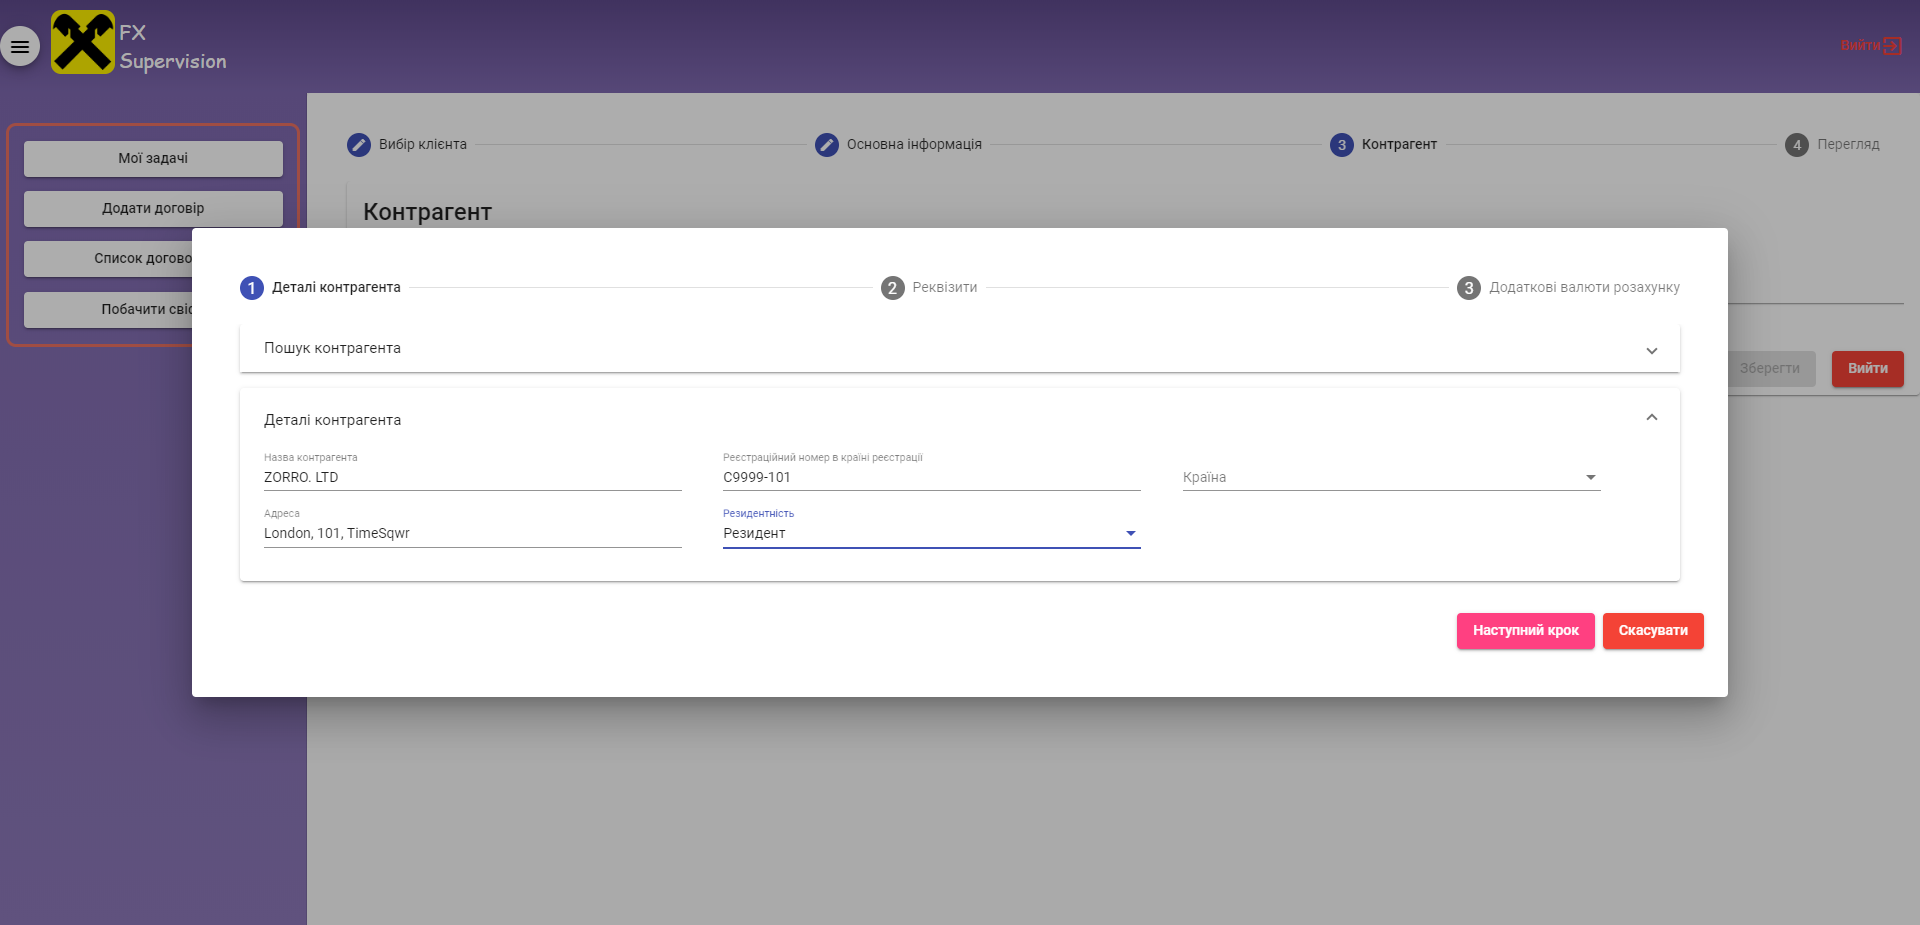 FX
Supervision
Вийти
Мої задачі
Додати договір
Список догово
Побачити свіс
Вибір клієнта
Основна інформація
3 Контрагент
4 Перегляд
Контрагент
1 Деталі контрагента
2 Реквізити
3 Додаткові валюти розахунку
Пошук контрагента
Деталі контрагента
Назва контрагента
ZORRO. LTD
Реєстраційний номер в країні реєстрації
C9999-101
Країна
Адреса
London, 101, TimeSqwr
Резидентність
Резидент
Наступний крок
Скасувати
Зберегти
Вийти